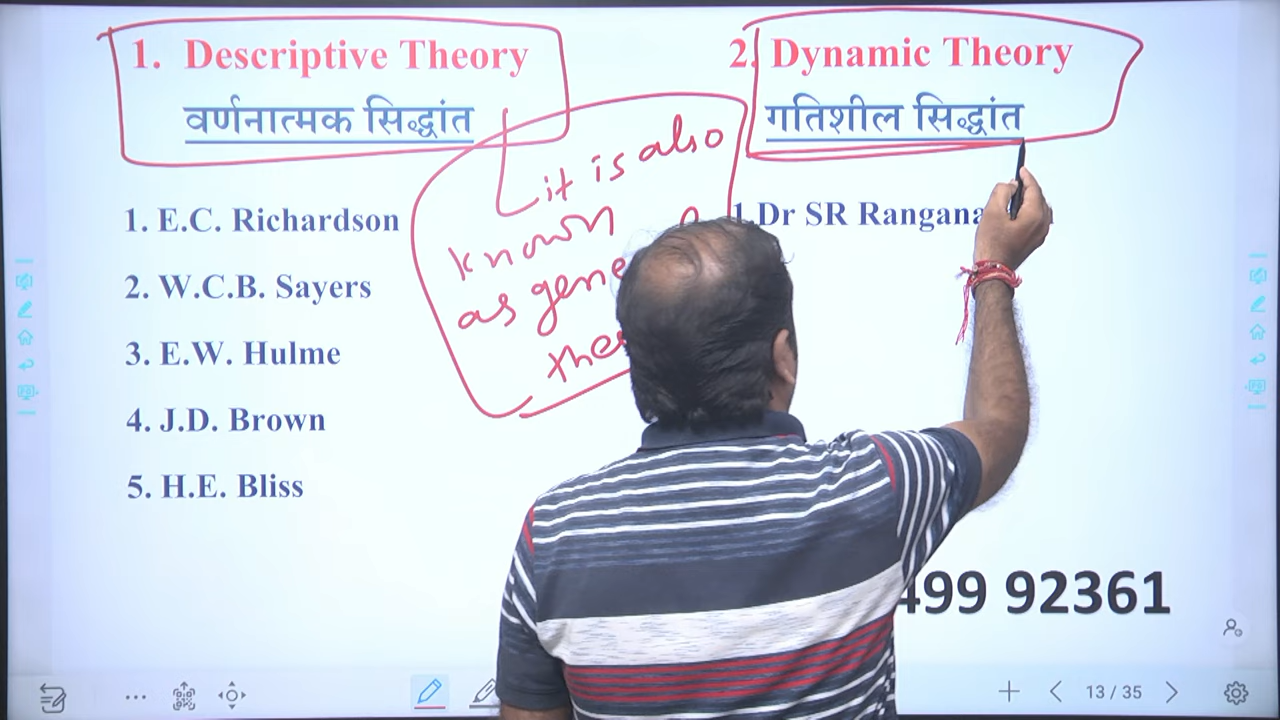 1. Descriptive Theory
वर्णनात्मक सिद्धांत
1. E.C. Richardson
2. W.C.B. Sayers
3. E.W. Hulme
4. J.D. Brown
5. H.E. Bliss
it is also
known
as
2. Dynamic Theory
गतिशील सिद्धांत
1.Dr SR
499 92361
13 / 35